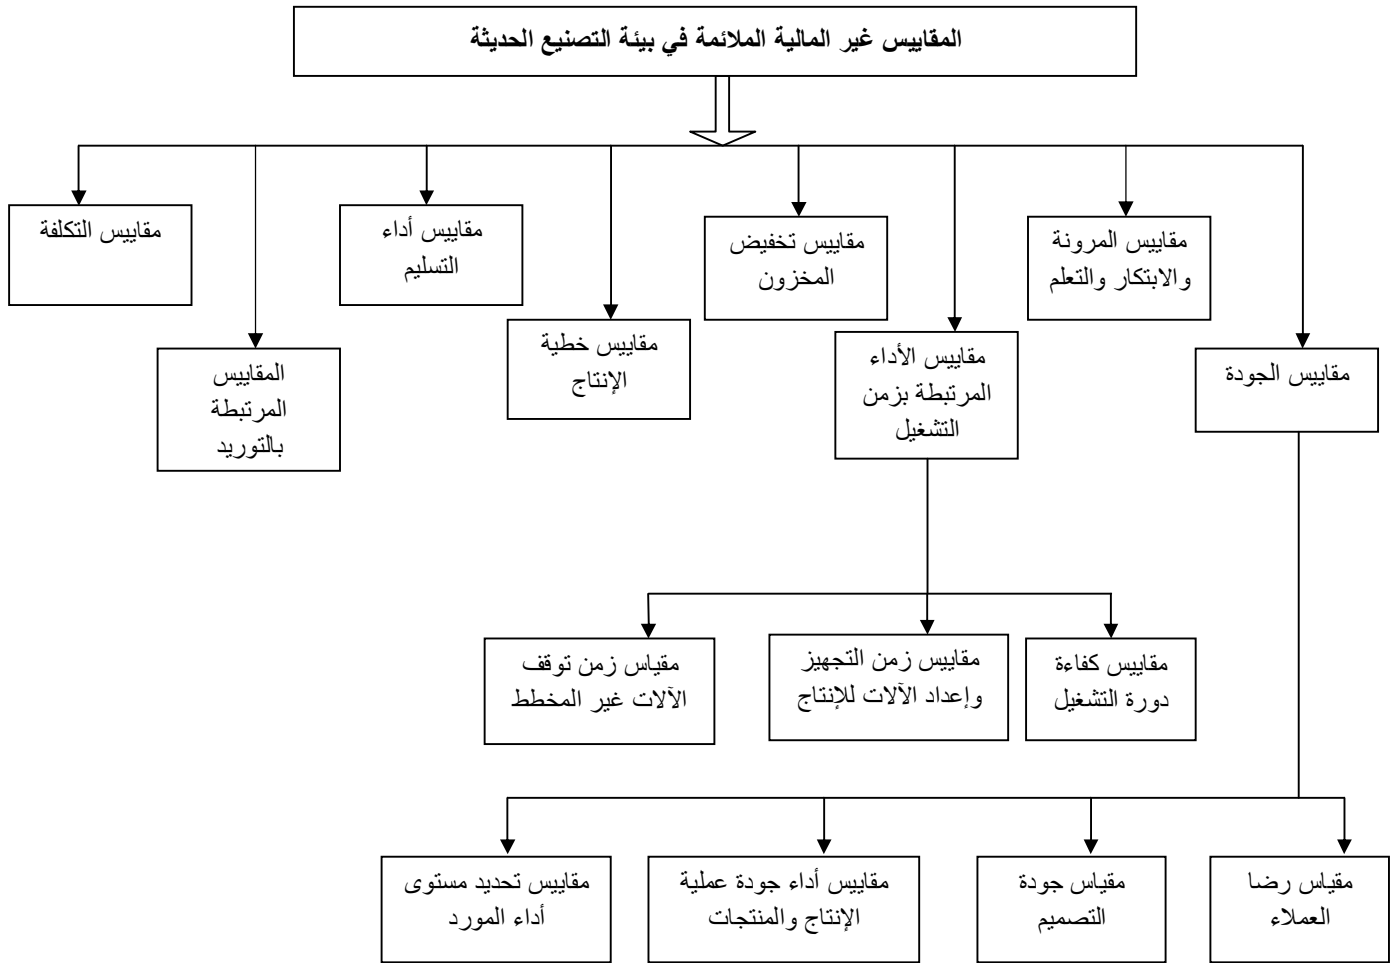 المقاييس غير المالية الملائمة في بيئة التصنيع الحديثة
مقاييس الجودة
مقاييس المرونة
والابتكار والتعلم
مقاييس الأداء
المرتبطة بزمن
التشغيل
مقاييس تخفيض
المخزون
مقاييس خطية
الإنتاج
مقاييس أداء
التسليم
المقاييس
المرتبطة
بالتوريد
مقاييس التكلفة
مقاييس كفاءة
دورة التشغيل
مقاييس زمن التجهيز
وإعداد الآلات للإنتاج
مقياس زمن توقف
الآلات غير المخطط
مقياس رضا
العملاء
مقياس جودة
التصميم
مقاييس أداء جودة عملية
الإنتاج والمنتجات
مقاييس تحديد مستوى
أداء المورد